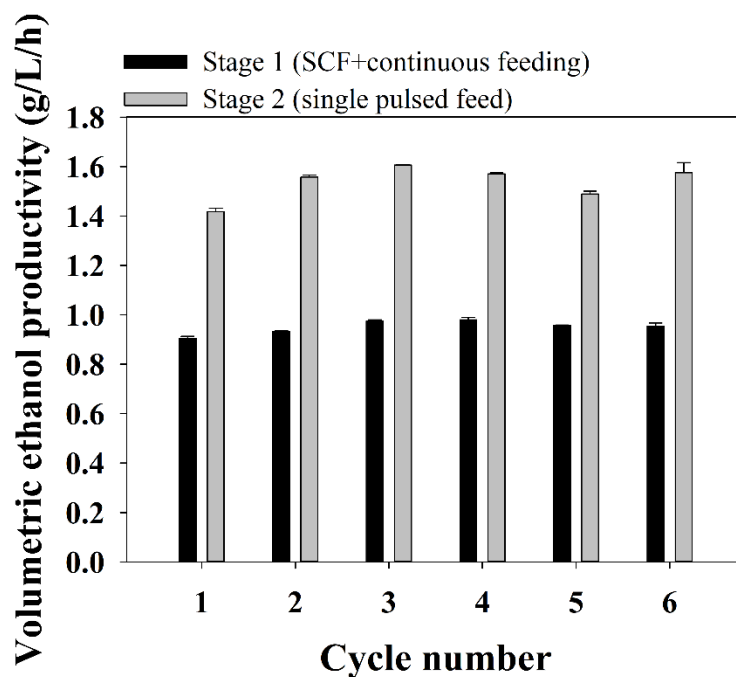 Stage 1 (SCF+continuous feeding)
Stage 2 (single pulsed feed)
Volumetric ethanol productivity (g/L/h)
1.8
1.6
1.4
1.2
1.0
0.8
0.6
0.4
0.2
0.0
1 2 3 4 5 6
Cycle number